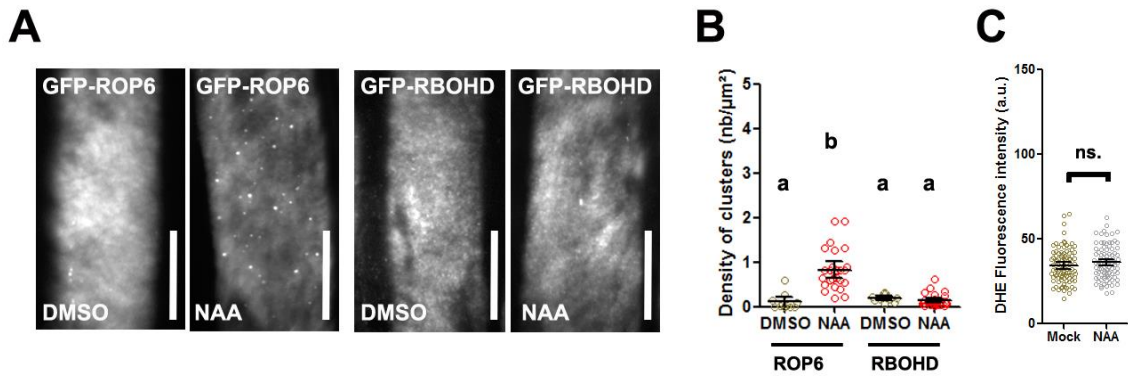 A
GFP-ROP6
GFP-ROP6
GFP-RBOHD
GFP-RBOHD
DMSO
NAA
DMSO
NAA
B
Density of clusters (nb/µm²)
5
4
3
2
1
0
a
b
a
a
DMSO
NAA
DMSO
NAA
ROP6
RBOHD
C
DHE Fluorescence intensity (a.u.)
150
100
50
0
ns.
Mock
NAA